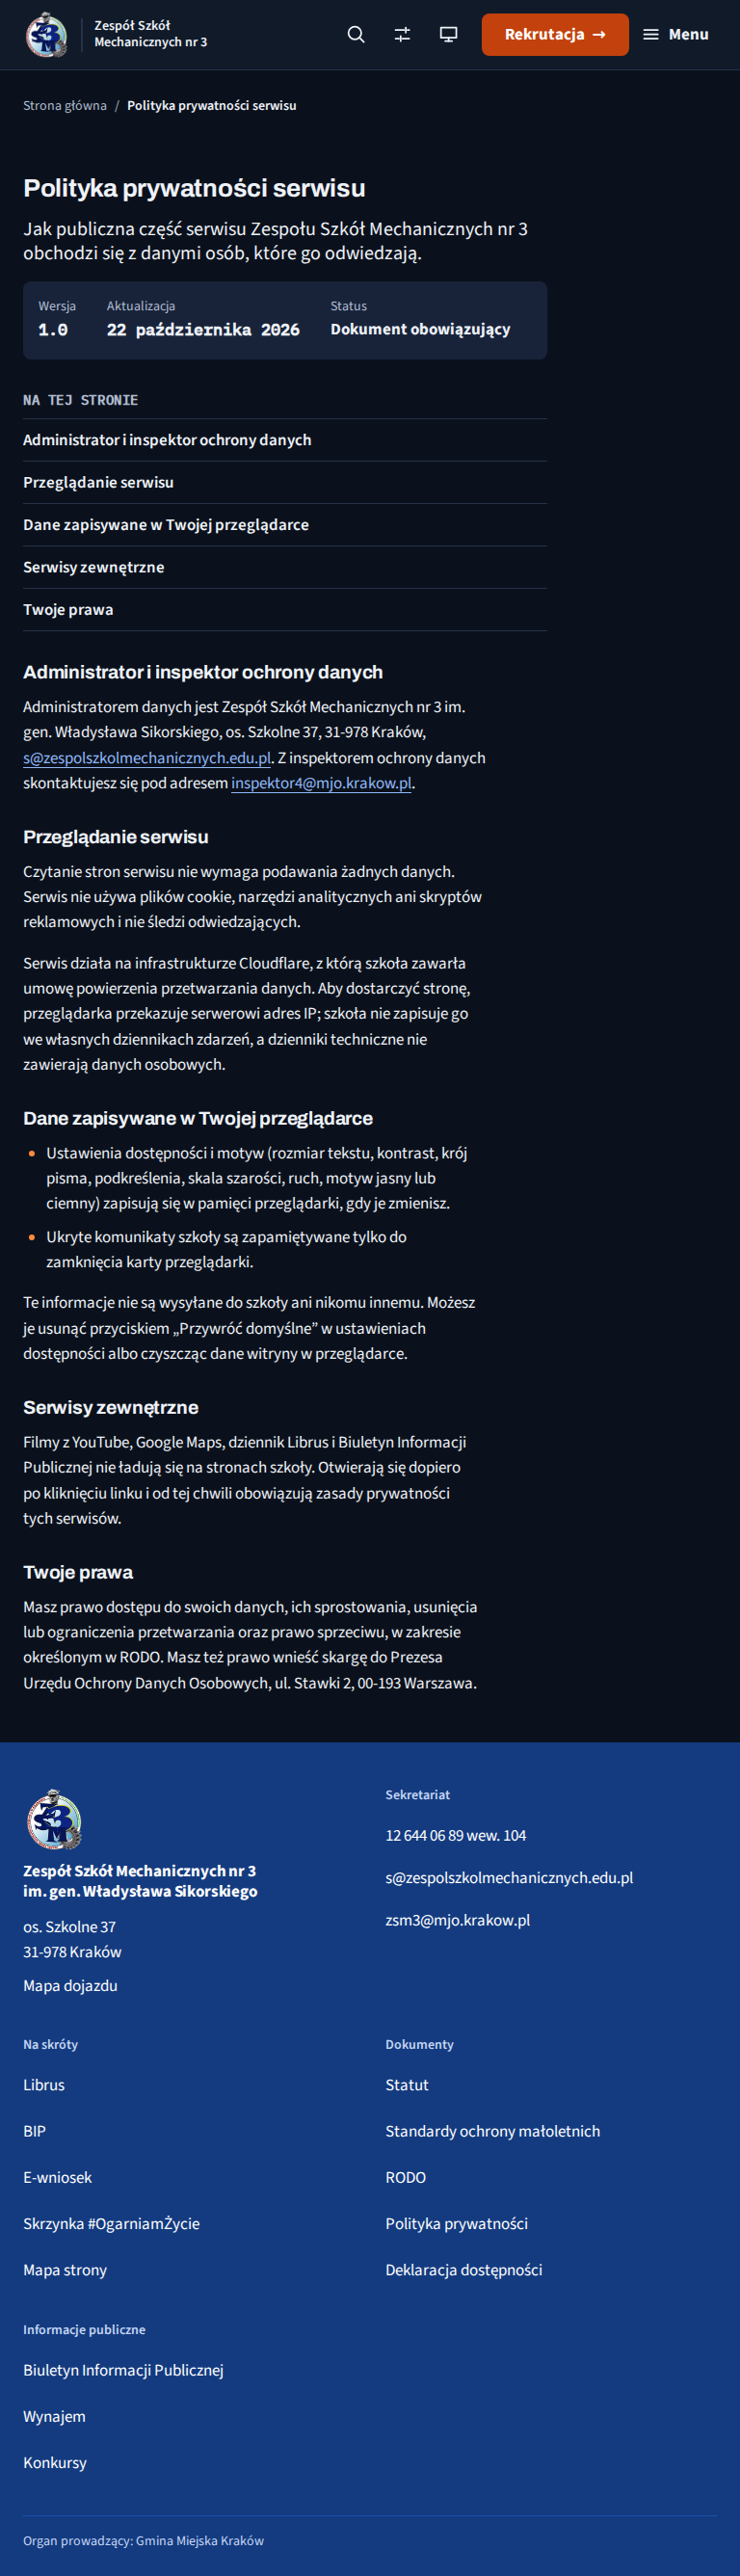 Zespół Szkół
Mechanicznych nr 3
Rekrutacja →
Menu
Strona główna / Polityka prywatności serwisu
Polityka prywatności serwisu
Jak publiczna część serwisu Zespołu Szkół Mechanicznych nr 3
obchodzi się z danymi osób, które go odwiedzają.
Wersja
1.0
Aktualizacja
22 października 2026
Status
Dokument obowiązujący
NA TEJ STRONIE
Administrator i inspektor ochrony danych
Przeglądanie serwisu
Dane zapisywane w Twojej przeglądarce
Serwisy zewnętrzne
Twoje prawa
Administrator i inspektor ochrony danych
Administratorem danych jest Zespół Szkół Mechanicznych nr 3 im.
gen. Władysława Sikorskiego, os. Szkolne 37, 31-978 Kraków,
s@zespolszkolmechanicznych.edu.pl. Z inspektorem ochrony danych
skontaktujesz się pod adresem inspektor4@mjo.krakow.pl.
Przeglądanie serwisu
Czytanie stron serwisu nie wymaga podawania żadnych danych.
Serwis nie używa plików cookie, narzędzi analitycznych ani skryptów
reklamowych i nie śledzi odwiedzających.
Serwis działa na infrastrukturze Cloudflare, z którą szkoła zawarła
umowę powierzenia przetwarzania danych. Aby dostarczyć stronę,
przeglądarka przekazuje serwerowi adres IP; szkoła nie zapisuje go
we własnych dziennikach zdarzeń, a dzienniki techniczne nie
zawierają danych osobowych.
Dane zapisywane w Twojej przeglądarce
• Ustawienia dostępności i motyw (rozmiar tekstu, kontrast, krój
pisma, podkreślenia, skala szarości, ruch, motyw jasny lub
ciemny) zapisują się w pamięci przeglądarki, gdy je zmienisz.
• Ukryte komunikaty szkoły są zapamiętywane tylko do
zamknięcia karty przeglądarki.
Te informacje nie są wysyłane do szkoły ani nikomu innemu. Możesz
je usunąć przyciskiem „Przywróć domyślne” w ustawieniach
dostępności albo czyszcząc dane witryny w przeglądarce.
Serwisy zewnętrzne
Filmy z YouTube, Google Maps, dziennik Librus i Biuletyn Informacji
Publicznej nie ładują się na stronach szkoły. Otwierają się dopiero
po kliknięciu linku i od tej chwili obowiązują zasady prywatności
tych serwisów.
Twoje prawa
Masz prawo dostępu do swoich danych, ich sprostowania, usunięcia
lub ograniczenia przetwarzania oraz prawo sprzeciwu, w zakresie
określonym w RODO. Masz też prawo wnieść skargę do Prezesa
Urzędu Ochrony Danych Osobowych, ul. Stawki 2, 00-193 Warszawa.
Zespół Szkół Mechanicznych nr 3
im. gen. Władysława Sikorskiego
os. Szkolne 37
31-978 Kraków
Mapa dojazdu
Sekretariat
12 644 06 89 wew. 104
s@zespolszkolmechanicznych.edu.pl
zsm3@mjo.krakow.pl
Na skróty
Librus
BIP
E-wniosek
Skrzynka #OgarniamŻycie
Mapa strony
Dokumenty
Statut
Standardy ochrony małoletnich
RODO
Polityka prywatności
Deklaracja dostępności
Informacje publiczne
Biuletyn Informacji Publicznej
Wynajem
Konkursy
Organ prowadzący: Gmina Miejska Kraków